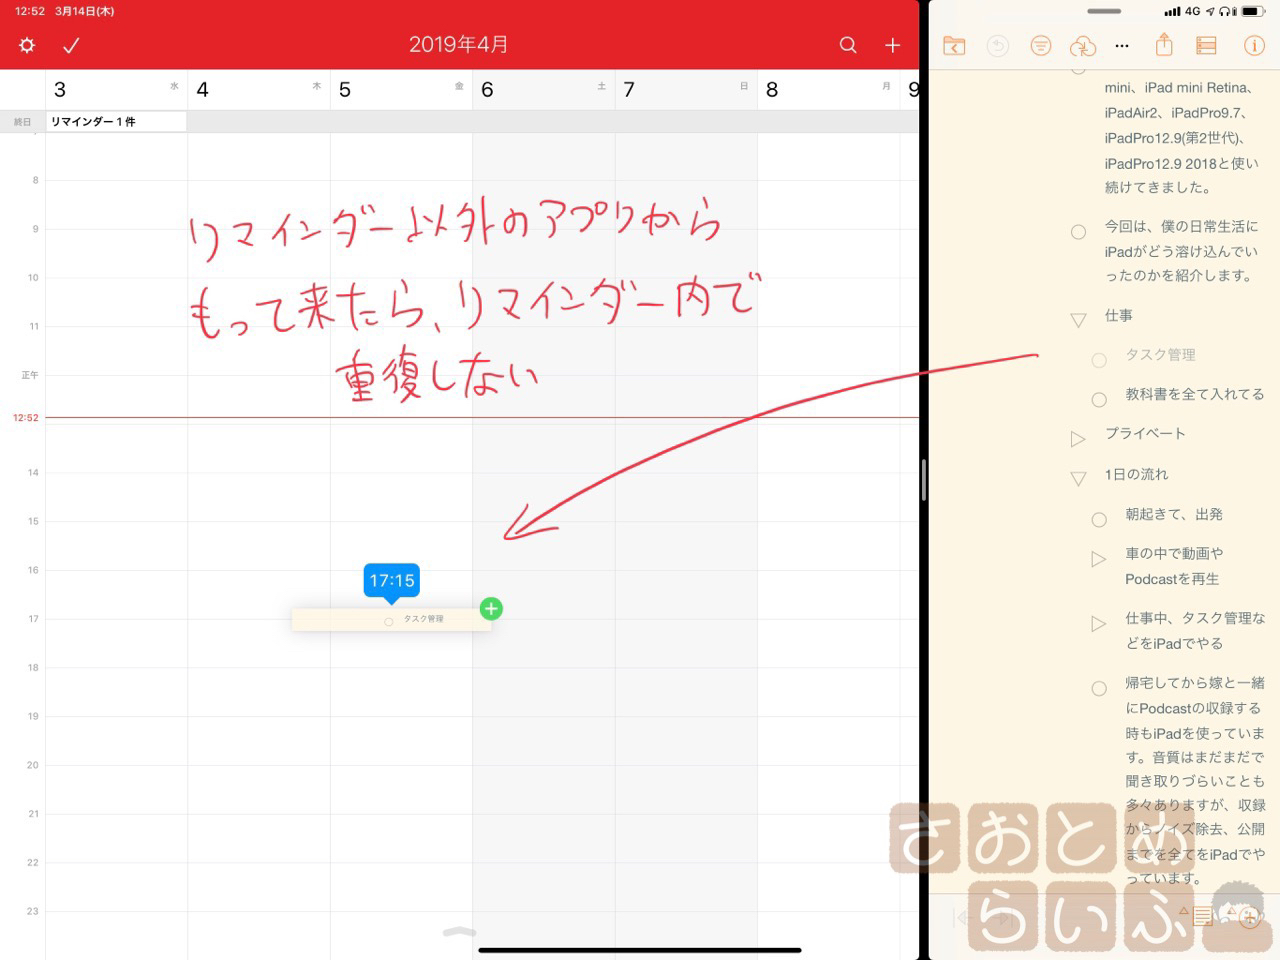 12:52 3月14日(木)
2019年4月
3 水 4 木 5 金 6 土 7 日 8 月 9
終日 リマインダー 1 件
8
9
10
11
正午
12:52
14
15
16
17
18
19
20
21
22
23
リマインダー以外のアプリから
もって来たら、リマインダー内で
重復しない
17:15
タスク管理
4G
mini、iPad mini Retina、
iPadAir2、iPadPro9.7、
iPadPro12.9(第2世代)、
iPadPro12.9 2018と使い
続けてきました。
今回は、僕の日常生活に
iPadがどう溶け込んでい
ったのかを紹介します。
仕事
タスク管理
教科書を全て入れてる
プライベート
1日の流れ
朝起きて、出発
車の中で動画や
Podcastを再生
仕事中、タスク管理な
どをiPadでやる
帰宅してから嫁と一緒
にPodcastの収録する
時もiPadを使っていま
す。音質はまだまだで
聞き取りづらいことも
多々ありますが、収録
からノイズ除去、公開
までを全てをiPadでや
っています。
さおとめ
らいふ